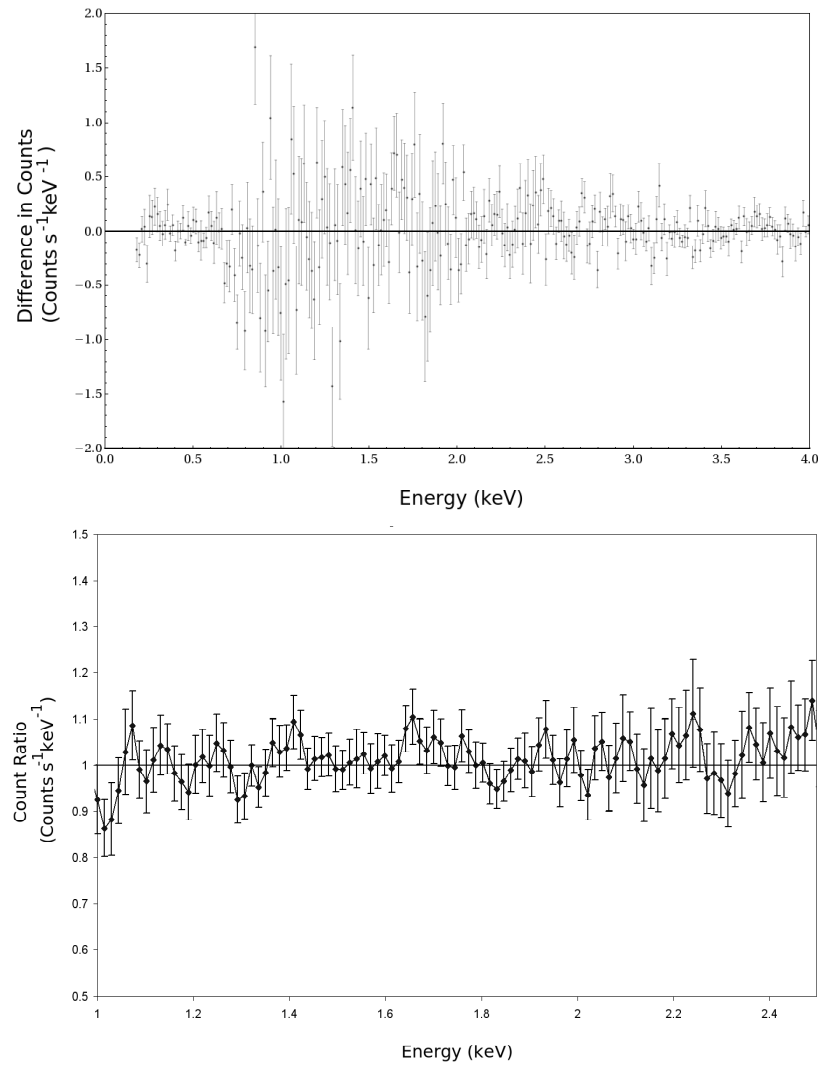 2.0
1.5
1.0
0.5
0.0
−0.5
−1.0
−1.5
−2.0
Difference in Counts
(Counts s⁻¹keV⁻¹)
0.0 0.5 1.0 1.5 2.0 2.5 3.0 3.5 4.0
Energy (keV)
1.5
1.4
1.3
1.2
1.1
1
0.9
0.8
0.7
0.6
0.5
Count Ratio
(Counts s⁻¹keV⁻¹)
1 1.2 1.4 1.6 1.8 2 2.2 2.4
Energy (keV)